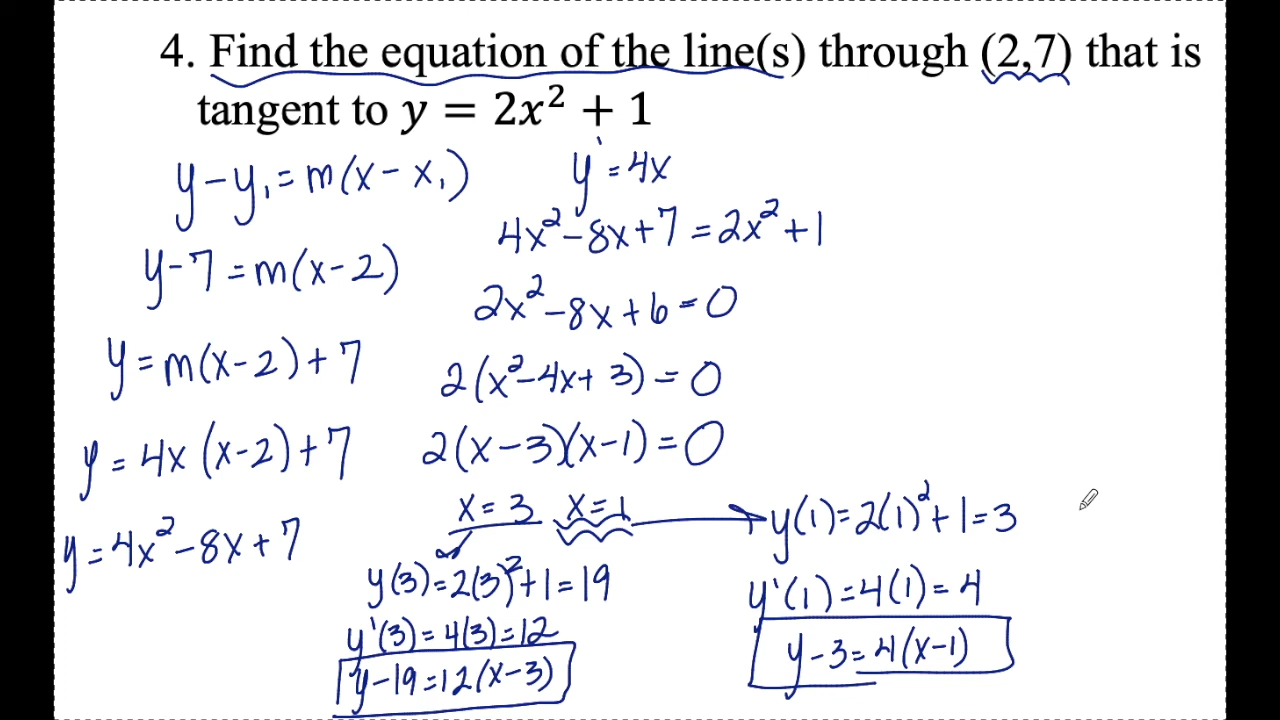 4. Find the equation of the line(s) through (2,7) that is
tangent to y = 2x² + 1
y - y₁ = m(x - x₁)
y - 7 = m(x - 2)
y = m(x - 2) + 7
y = 4x (x - 2) + 7
y = 4x² - 8x + 7
y' = 4x
4x² - 8x + 7 = 2x² + 1
2x² - 8x + 6 = 0
2(x² - 4x + 3) = 0
2(x - 3)(x - 1) = 0
x = 3 x = 1
y(3) = 2(3)² + 1 = 19
y'(3) = 4(3) = 12
y - 19 = 12(x - 3)
y(1) = 2(1)² + 1 = 3
y'(1) = 4(1) = 4
y - 3 = 4(x - 1)